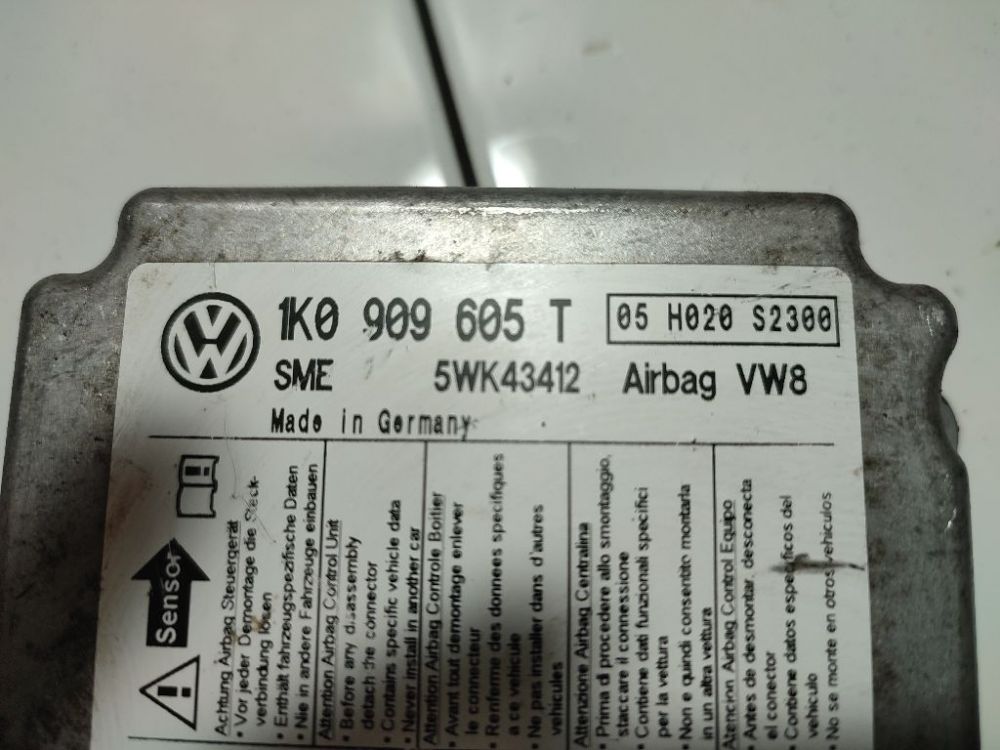 1K0 909 605 T
05 H020 S2300
SME 5WK43412 Airbag VW8
Made in Germany
Sensor
Achtung Airbag Steuergerät
• Vor jeder Demontage die Steck-
verbindung lösen
• Enthält fahrzeugspezifische Daten
• Nie in andere Fahrzeuge einbauen
Attention Airbag Control Unit
• Before any disassembly
detach the connector
• Contains specific vehicle data
• Never install in another car
Attention Airbag Controle Boitier
• Avant tout demontage enlever
le connecteur
• Renferme des donnees specifiques
a ce vehicule
• Ne pas installer dans d'autres
vehicules
Attenzione Airbag Centralina
• Prima di procedere allo smontaggio,
staccare il connessione
• Contiene dati funzionali specifici
per la vettura
• Non e quindi consentito montarla
in un altra vettura
Atencion Airbag Control Equipo
• Antes de desmontar, desconecta
el conector
• Contiene datos especificos del
vehiculo
No se monte en otros vehiculos